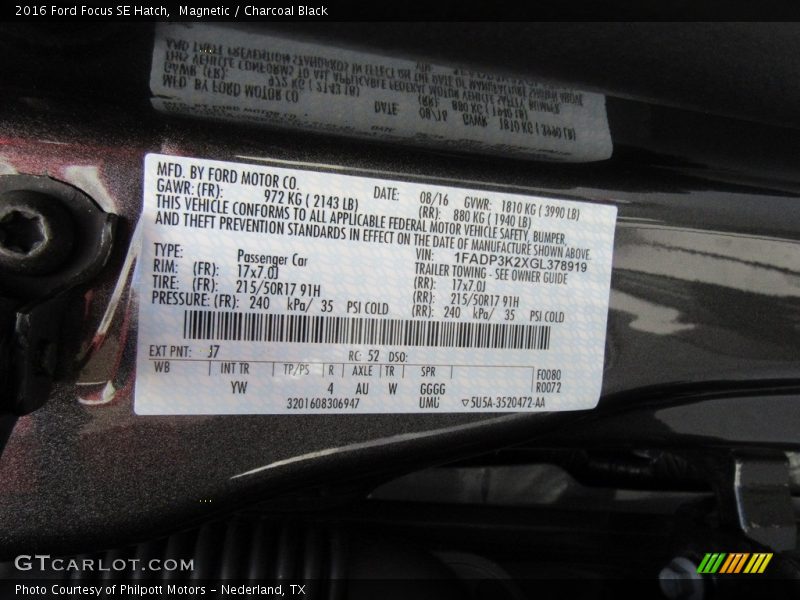 2016 Ford Focus SE Hatch,  Magnetic / Charcoal Black
MFD. BY FORD MOTOR CO.
DATE: 08/16 GVWR: 1810 KG ( 3990 LB)
GAWR: (FR): 972 KG ( 2143 LB) (RR): 880 KG ( 1940 LB)
THIS VEHICLE CONFORMS TO ALL APPLICABLE FEDERAL MOTOR VEHICLE SAFETY, BUMPER,
AND THEFT PREVENTION STANDARDS IN EFFECT ON THE DATE OF MANUFACTURE SHOWN ABOVE.
VIN: 1FADP3K2XGL378919
TYPE: Passenger Car TRAILER TOWING - SEE OWNER GUIDE
RIM: (FR): 17x7.0J (RR): 17x7.0J
TIRE: (FR): 215/50R17 91H (RR): 215/50R17 91H
PRESSURE: (FR): 240 kPa/ 35 PSI COLD (RR): 240 kPa/ 35 PSI COLD
EXT PNT: J7 RC: 52 DSO:
WB INT TR TP/PS R AXLE TR SPR F0080
YW 4 AU W GGGG R0072
3201608306947 UMU ▽5U5A-3520472-AA
GTCARLOT.COM
Photo Courtesy of Philpott Motors - Nederland, TX